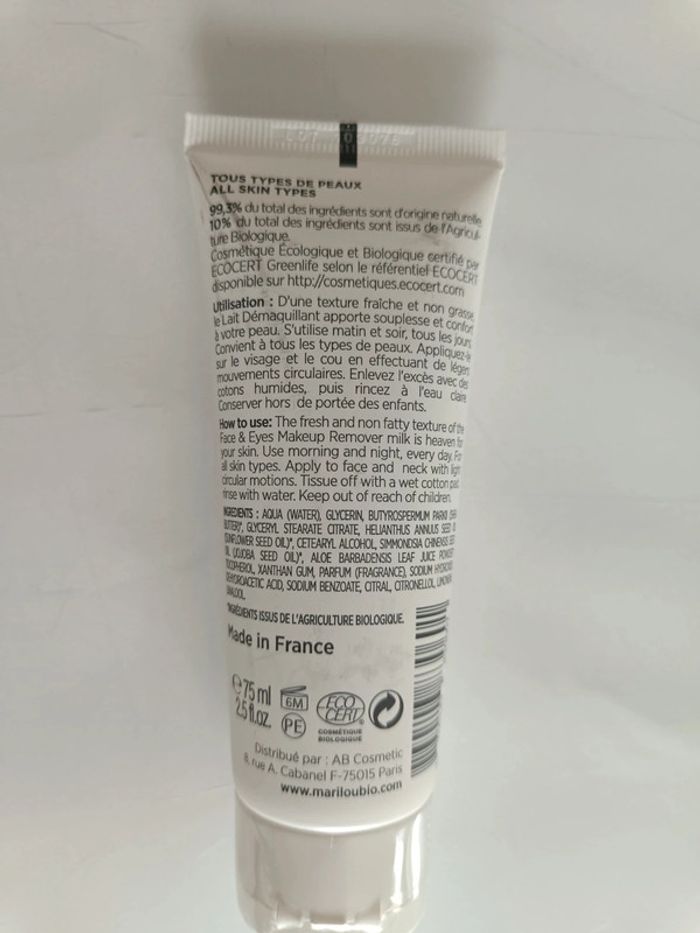 TOUS TYPES DE PEAUX
ALL SKIN TYPES
99,3% du total des ingrédients sont d'origine naturelle
10% du total des ingrédients sont issus de l'Agricul-
ture Biologique.
Cosmétique Écologique et Biologique certifié par
ECOCERT Greenlife selon le référentiel ECOCERT
disponible sur http://cosmetiques.ecocert.com
Utilisation : D'une texture fraîche et non grasse,
le Lait Démaquillant apporte souplesse et confort
à votre peau. S'utilise matin et soir, tous les jours.
Convient à tous les types de peaux. Appliquez-le
sur le visage et le cou en effectuant de légers
mouvements circulaires. Enlevez l'excès avec des
cotons humides, puis rincez à l'eau claire
Conserver hors de portée des enfants.
How to use: The fresh and non fatty texture of the
Face & Eyes Makeup Remover milk is heaven for
your skin. Use morning and night, every day. For
all skin types. Apply to face and neck with light
circular motions. Tissue off with a wet cotton pad,
rinse with water. Keep out of reach of children.
INGREDIENTS : AQUA (WATER), GLYCERIN, BUTYROSPERMUM PARKII (SHEA
BUTTER)*, GLYCERYL STEARATE CITRATE, HELIANTHUS ANNUUS SEED
(SUNFLOWER SEED OIL)*, CETEARYL ALCOHOL, SIMMONDSIA CHINENSIS SEED
OIL (JOJOBA SEED OIL)*, ALOE BARBADENSIS LEAF JUICE POWDER*,
TOCOPHEROL, XANTHAN GUM, PARFUM (FRAGRANCE), SODIUM
DEHYDROACETIC ACID, SODIUM BENZOATE, CITRAL, CITRONELLOL,
LINALOOL.
*INGRÉDIENTS ISSUS DE L'AGRICULTURE BIOLOGIQUE.
Made in France
℮75 ml
2.5 fl.oz.
6M
PE
ECO
CERT
COSMÉTIQUE
BIOLOGIQUE
Distribué par : AB Cosmetic
8, rue A. Cabanel F-75015 Paris
www.mariloubio.com